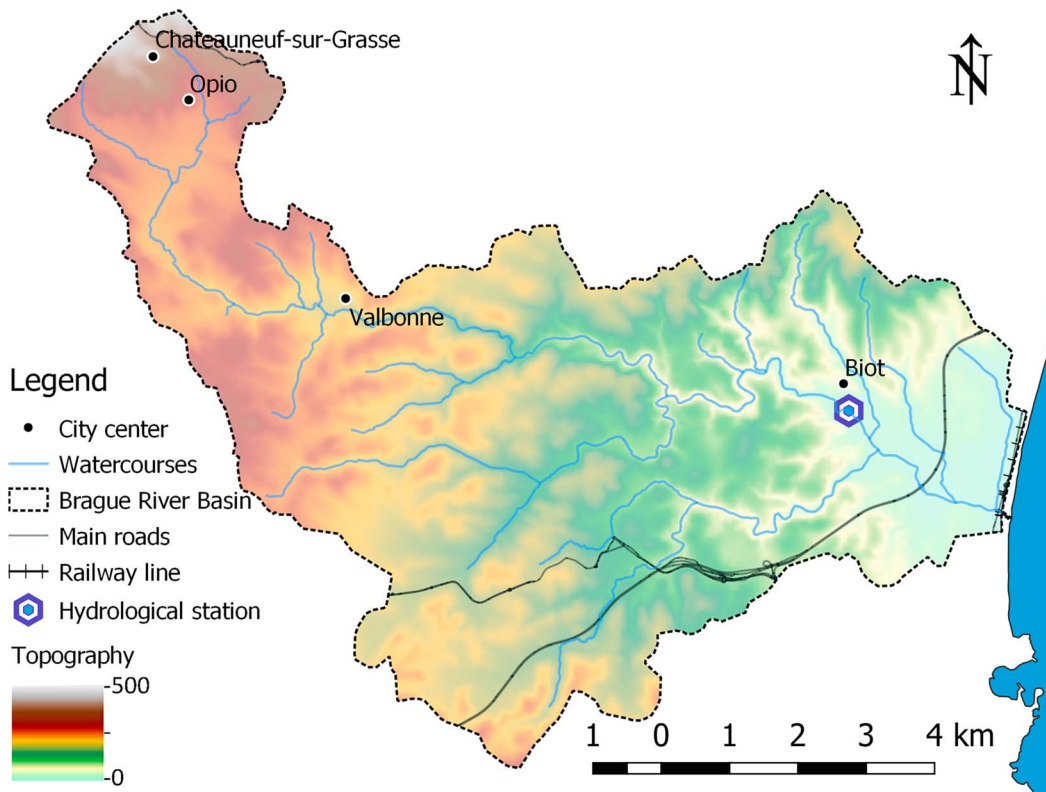 Chateauneuf-sur-Grasse
Opio
N
Valbonne
Biot
Legend
City center
Watercourses
Brague River Basin
Main roads
Railway line
Hydrological station
Topography
-500
-
-0
1 0 1 2 3 4 km